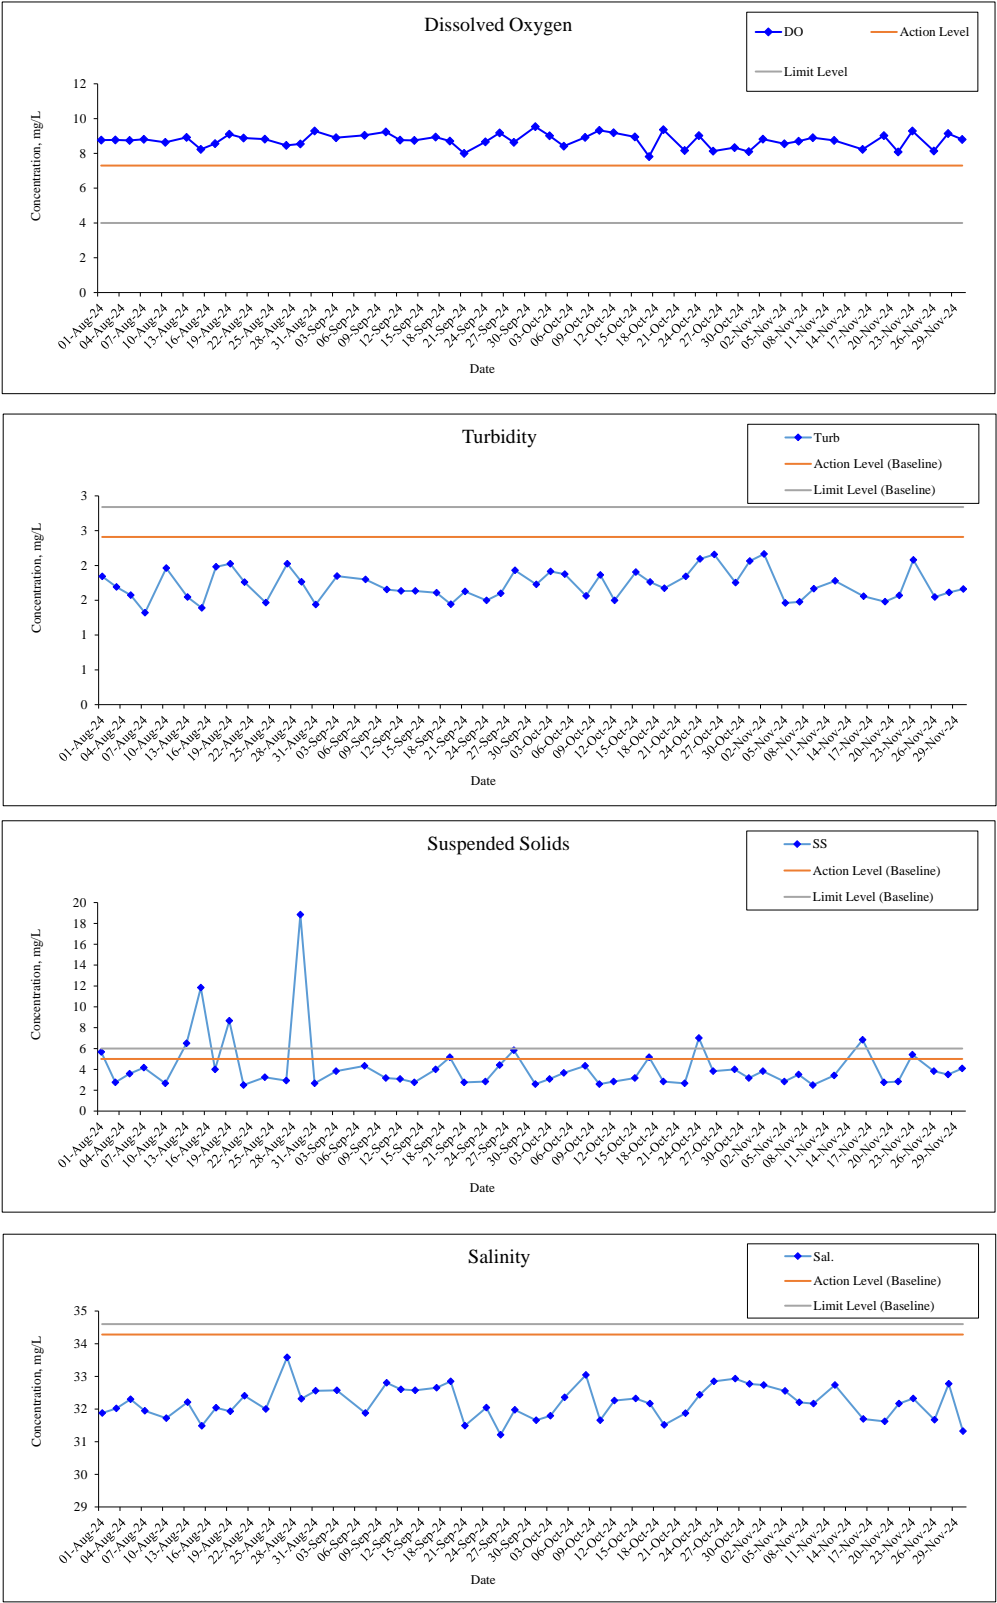 Dissolved Oxygen
DO
Action Level
Limit Level
Concentration, mg/L
12
10
8
6
4
2
0
01-Aug-24
04-Aug-24
07-Aug-24
10-Aug-24
13-Aug-24
16-Aug-24
19-Aug-24
22-Aug-24
25-Aug-24
28-Aug-24
31-Aug-24
03-Sep-24
06-Sep-24
09-Sep-24
12-Sep-24
15-Sep-24
18-Sep-24
21-Sep-24
24-Sep-24
27-Sep-24
30-Sep-24
03-Oct-24
06-Oct-24
09-Oct-24
12-Oct-24
15-Oct-24
18-Oct-24
21-Oct-24
24-Oct-24
27-Oct-24
30-Oct-24
02-Nov-24
05-Nov-24
08-Nov-24
11-Nov-24
14-Nov-24
17-Nov-24
20-Nov-24
23-Nov-24
26-Nov-24
29-Nov-24
Date
Turbidity
Turb
Action Level (Baseline)
Limit Level (Baseline)
Concentration, mg/L
3
3
2
2
1
1
0
01-Aug-24
04-Aug-24
07-Aug-24
10-Aug-24
13-Aug-24
16-Aug-24
19-Aug-24
22-Aug-24
25-Aug-24
28-Aug-24
31-Aug-24
03-Sep-24
06-Sep-24
09-Sep-24
12-Sep-24
15-Sep-24
18-Sep-24
21-Sep-24
24-Sep-24
27-Sep-24
30-Sep-24
03-Oct-24
06-Oct-24
09-Oct-24
12-Oct-24
15-Oct-24
18-Oct-24
21-Oct-24
24-Oct-24
27-Oct-24
30-Oct-24
02-Nov-24
05-Nov-24
08-Nov-24
11-Nov-24
14-Nov-24
17-Nov-24
20-Nov-24
23-Nov-24
26-Nov-24
29-Nov-24
Date
Suspended Solids
SS
Action Level (Baseline)
Limit Level (Baseline)
Concentration, mg/L
20
18
16
14
12
10
8
6
4
2
0
01-Aug-24
04-Aug-24
07-Aug-24
10-Aug-24
13-Aug-24
16-Aug-24
19-Aug-24
22-Aug-24
25-Aug-24
28-Aug-24
31-Aug-24
03-Sep-24
06-Sep-24
09-Sep-24
12-Sep-24
15-Sep-24
18-Sep-24
21-Sep-24
24-Sep-24
27-Sep-24
30-Sep-24
03-Oct-24
06-Oct-24
09-Oct-24
12-Oct-24
15-Oct-24
18-Oct-24
21-Oct-24
24-Oct-24
27-Oct-24
30-Oct-24
02-Nov-24
05-Nov-24
08-Nov-24
11-Nov-24
14-Nov-24
17-Nov-24
20-Nov-24
23-Nov-24
26-Nov-24
29-Nov-24
Date
Salinity
Sal.
Action Level (Baseline)
Limit Level (Baseline)
Concentration, mg/L
35
34
33
32
31
30
29
01-Aug-24
04-Aug-24
07-Aug-24
10-Aug-24
13-Aug-24
16-Aug-24
19-Aug-24
22-Aug-24
25-Aug-24
28-Aug-24
31-Aug-24
03-Sep-24
06-Sep-24
09-Sep-24
12-Sep-24
15-Sep-24
18-Sep-24
21-Sep-24
24-Sep-24
27-Sep-24
30-Sep-24
03-Oct-24
06-Oct-24
09-Oct-24
12-Oct-24
15-Oct-24
18-Oct-24
21-Oct-24
24-Oct-24
27-Oct-24
30-Oct-24
02-Nov-24
05-Nov-24
08-Nov-24
11-Nov-24
14-Nov-24
17-Nov-24
20-Nov-24
23-Nov-24
26-Nov-24
29-Nov-24
Date